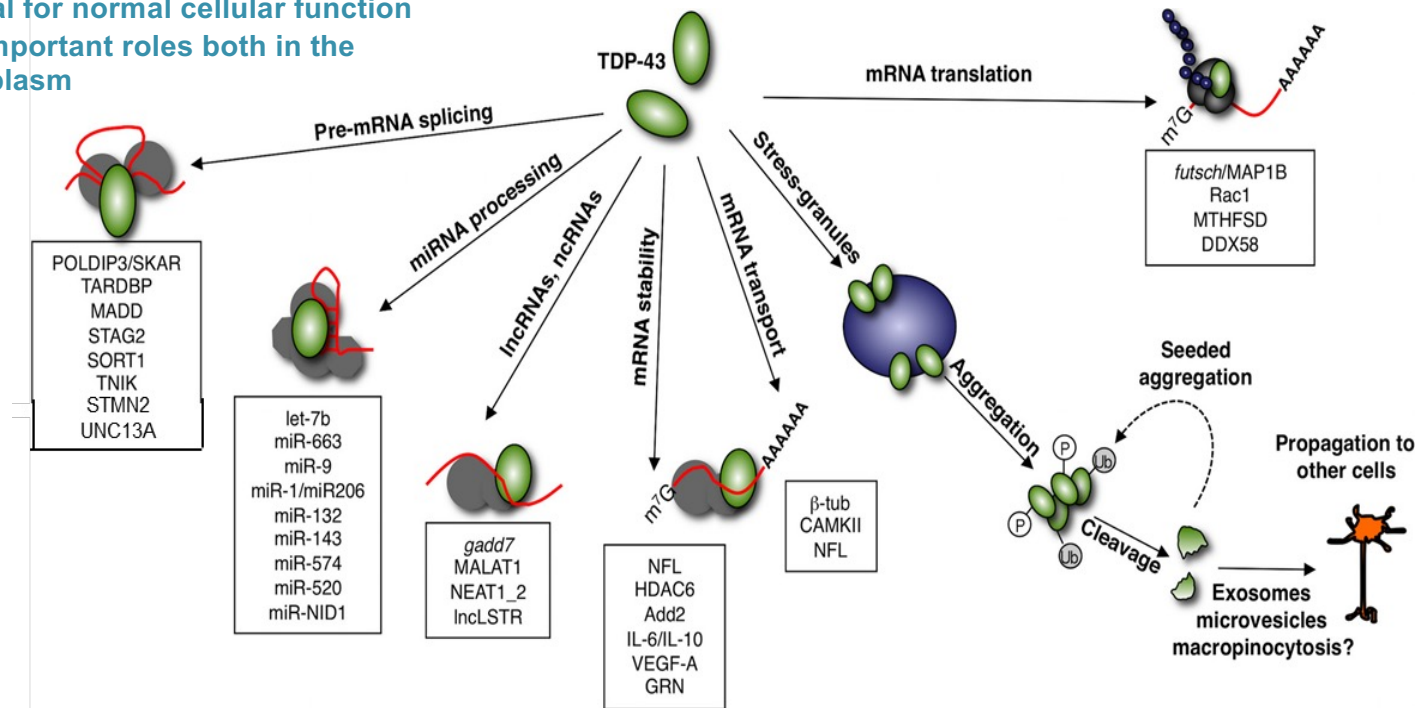 al for normal cellular function
mportant roles both in the
plasm
TDP-43
Pre-mRNA splicing
miRNA processing
lncRNAs, ncRNAs
mRNA stability
mRNA transport
Stress-granules
mRNA translation
m7G
AAAAAA
futsch/MAP1B
Rac1
MTHFSD
DDX58
POLDIP3/SKAR
TARDBP
MADD
STAG2
SORT1
TNIK
STMN2
UNC13A
let-7b
miR-663
miR-9
miR-1/miR206
miR-132
miR-143
miR-574
miR-520
miR-NID1
gadd7
MALAT1
NEAT1_2
lncLSTR
m7G
AAAAAA
NFL
HDAC6
Add2
IL-6/IL-10
VEGF-A
GRN
β-tub
CAMKII
NFL
Aggregation
P
Ub
P
Ub
Seeded
aggregation
Cleavage
Exosomes
microvesicles
macropinocytosis?
Propagation to
other cells